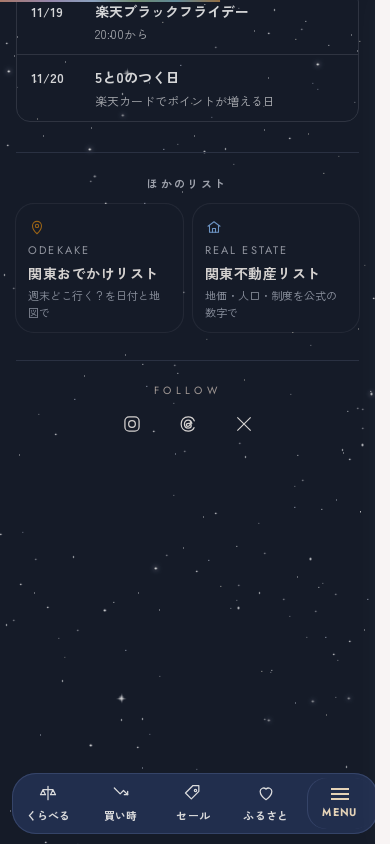 11/19 楽天ブラックフライデー
20:00から
11/20 5と0のつく日
楽天カードでポイントが増える日
ほかのリスト
ODEKAKE
関東おでかけリスト
週末どこ行く？を日付と地
図で
REAL ESTATE
関東不動産リスト
地価・人口・制度を公式の
数字で
FOLLOW
くらべる
買い時
セール
ふるさと
MENU